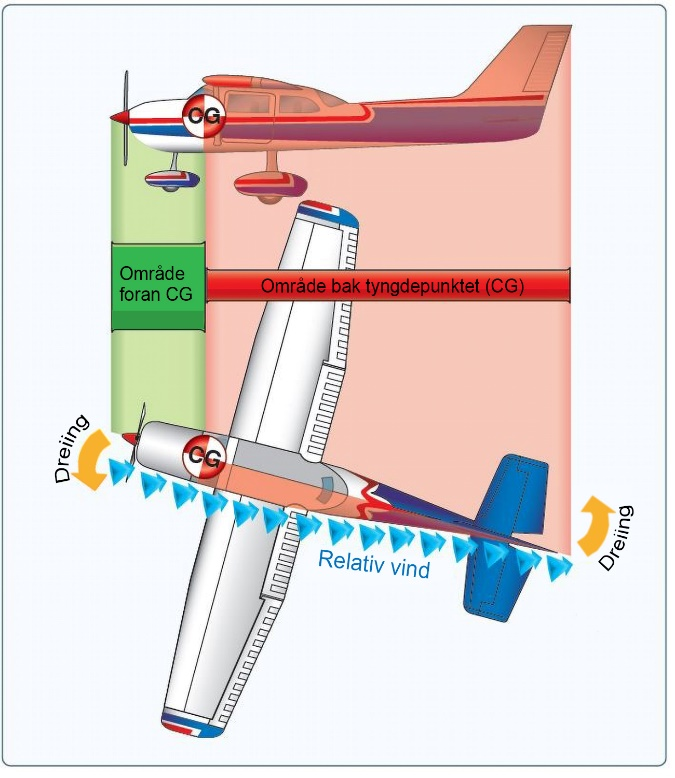 CG
Område
foran CG
Område bak tyngdepunktet (CG)
Dreiing
CG
Relativ vind
Dreiing